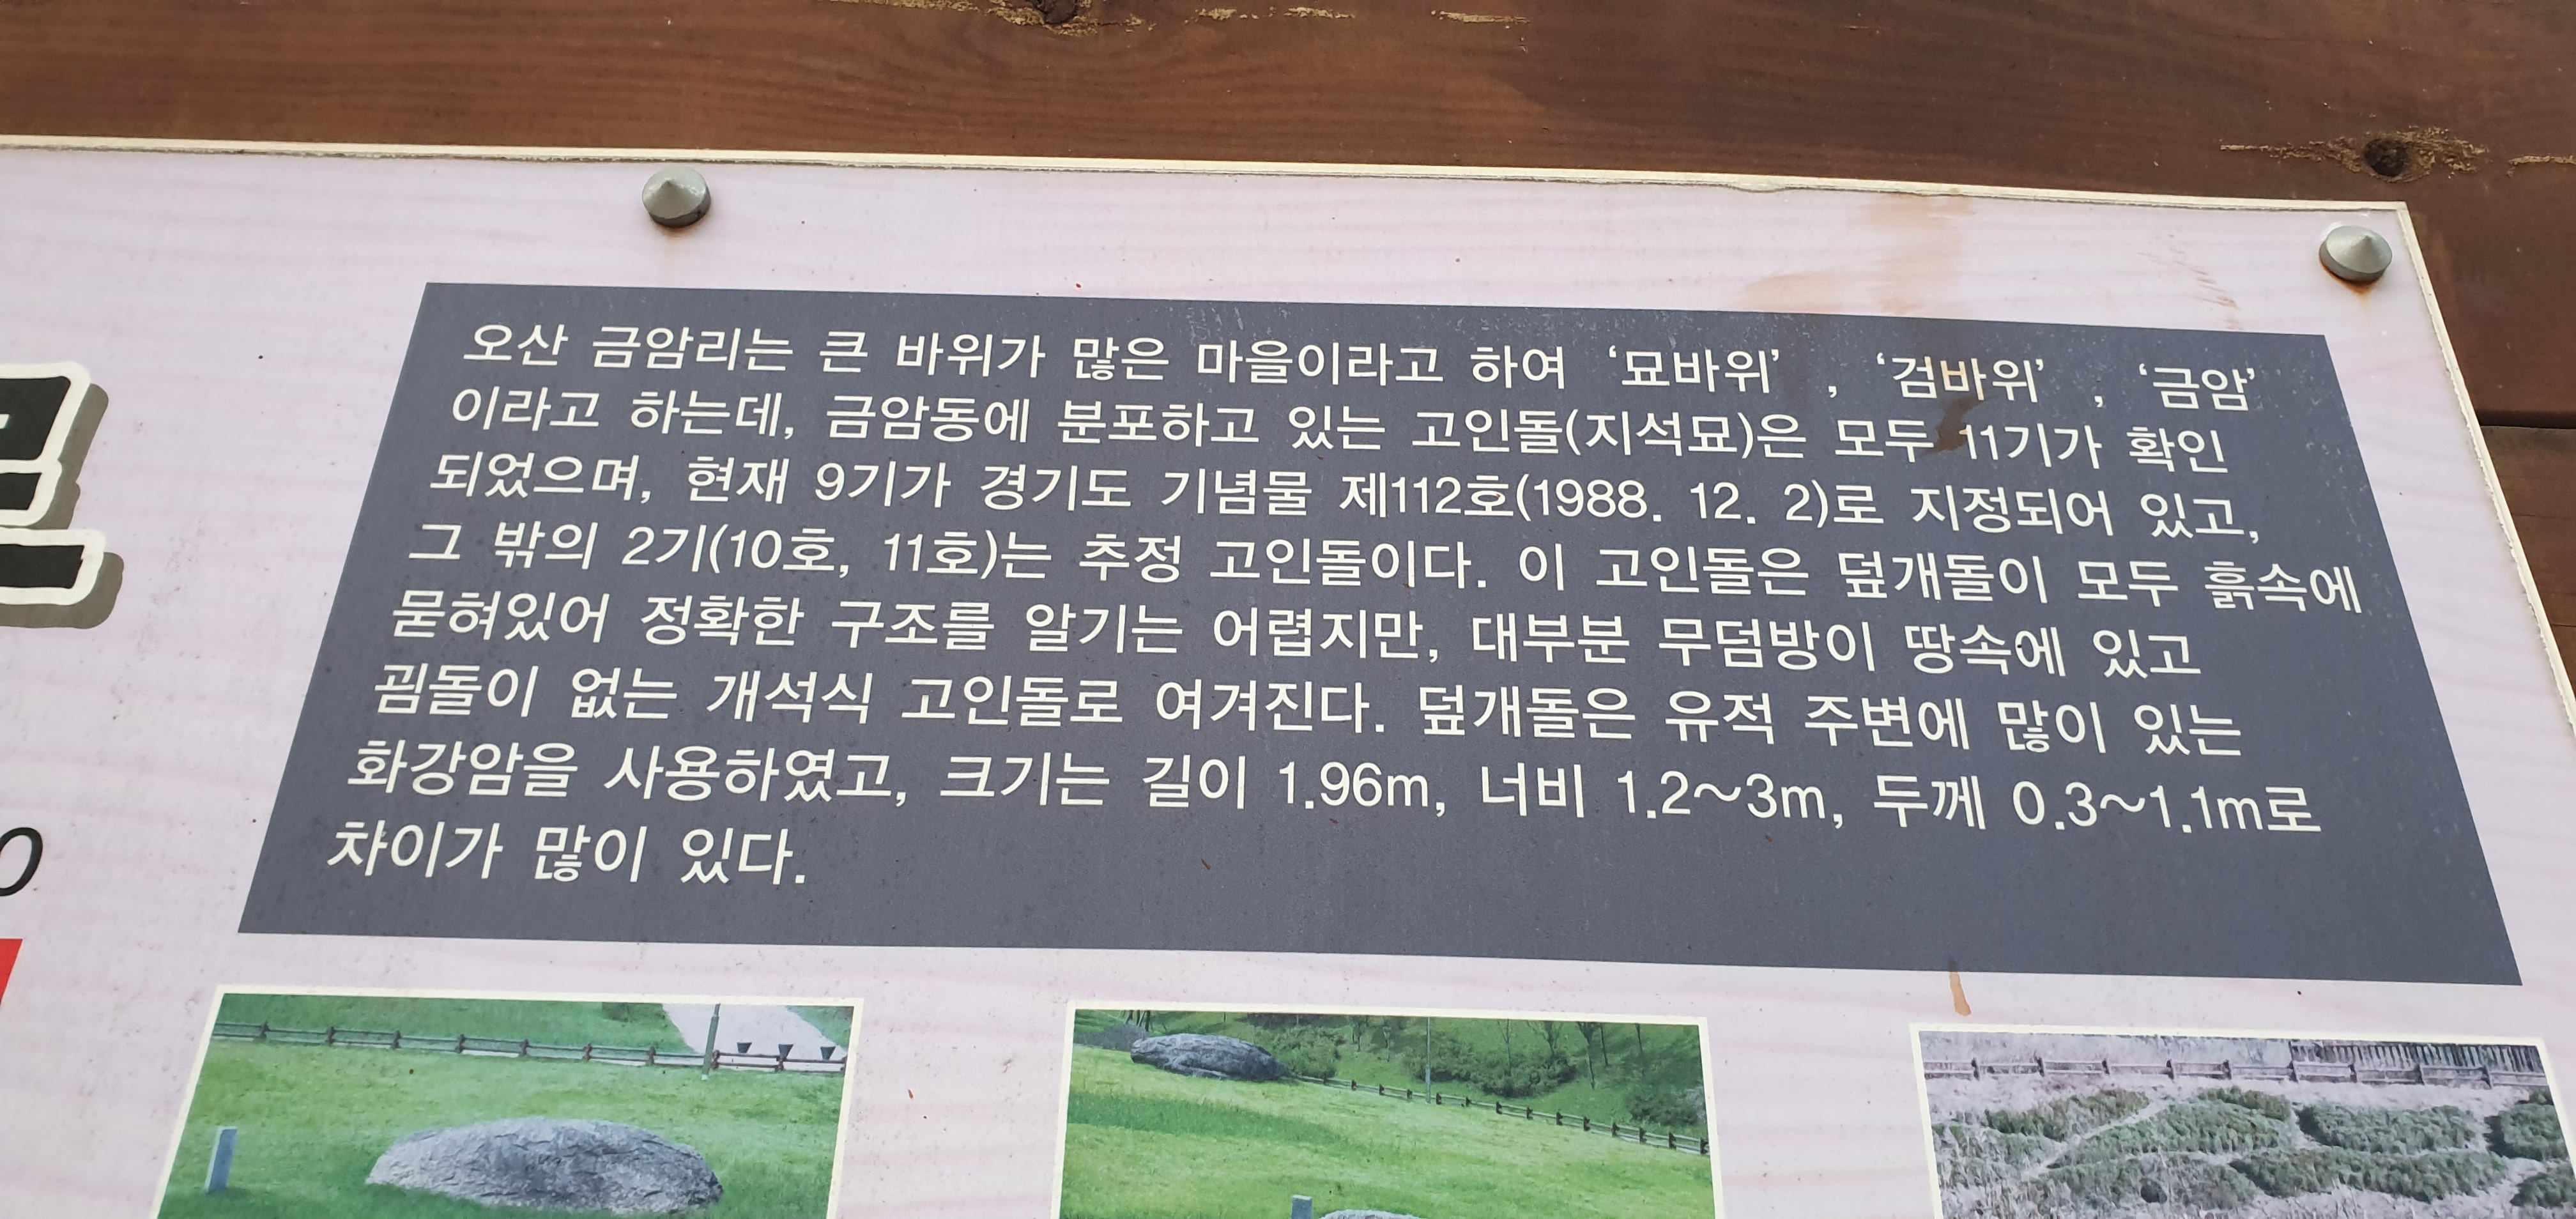 오산 금암리는 큰 바위가 많은 마을이라고 하여 ‘묘바위’, ‘검바위’, ‘금암’
이라고 하는데, 금암동에 분포하고 있는 고인돌(지석묘)은 모두 11기가 확인
되었으며, 현재 9기가 경기도 기념물 제112호(1988. 12. 2)로 지정되어 있고,
그 밖의 2기(10호, 11호)는 추정 고인돌이다. 이 고인돌은 덮개돌이 모두 흙속에
묻혀있어 정확한 구조를 알기는 어렵지만, 대부분 무덤방이 땅속에 있고
굄돌이 없는 개석식 고인돌로 여겨진다. 덮개돌은 유적 주변에 많이 있는
화강암을 사용하였고, 크기는 길이 1.96m, 너비 1.2~3m, 두께 0.3~1.1m로
차이가 많이 있다.